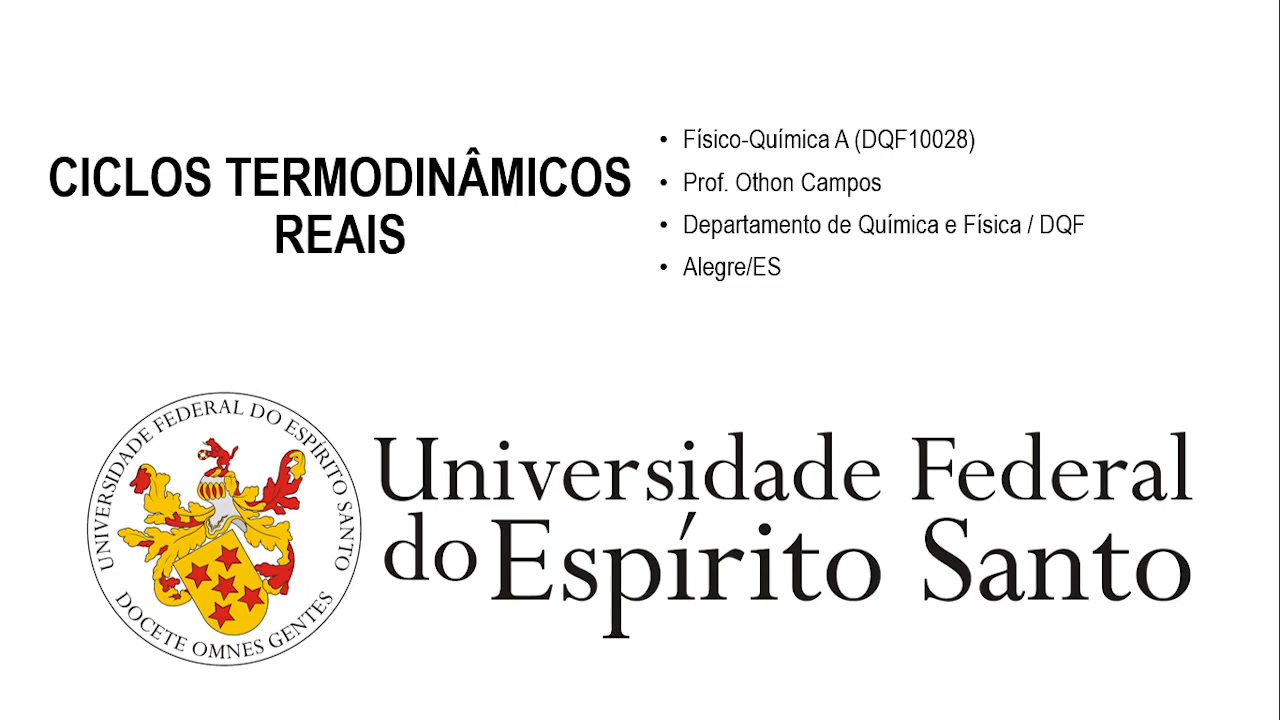 CICLOS TERMODINÂMICOS
REAIS
• Físico-Química A (DQF10028)
• Prof. Othon Campos
• Departamento de Química e Física / DQF
• Alegre/ES
UNIVERSIDADE FEDERAL DO ESPÍRITO SANTO
DOCETE OMNES GENTES
Universidade Federal
do Espírito Santo